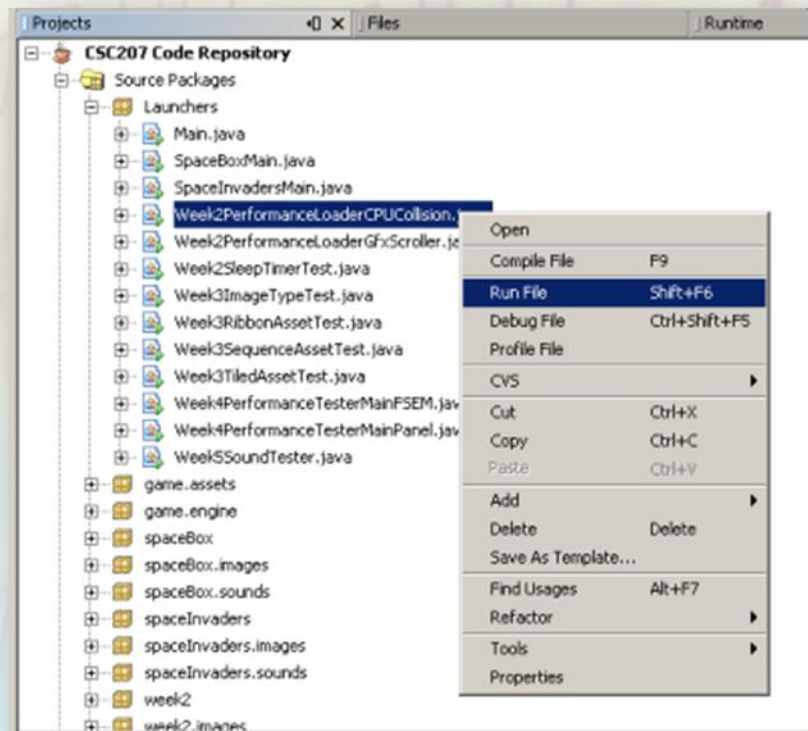 Projects Files Runtime
CSC207 Code Repository
Source Packages
Launchers
Main.java
SpaceBoxMain.java
SpaceInvadersMain.java
Week2PerformanceLoaderCPUCollision.j
Week2PerformanceLoaderGfxScroller.ja
Week2SleepTimerTest.java
Week3ImageTypeTest.java
Week3RibbonAssetTest.java
Week3SequenceAssetTest.java
Week3TiledAssetTest.java
Week4PerformanceTesterMainFSEM.jav
Week4PerformanceTesterMainPanel.jav
Week5SoundTester.java
game.assets
game.engine
spaceBox
spaceBox.images
spaceBox.sounds
spaceInvaders
spaceInvaders.images
spaceInvaders.sounds
week2
week2.images
Open
Compile File F9
Run File Shift+F6
Debug File Ctrl+Shift+F5
Profile File
CVS
Cut Ctrl+X
Copy Ctrl+C
Paste Ctrl+V
Add
Delete Delete
Save As Template...
Find Usages Alt+F7
Refactor
Tools
Properties